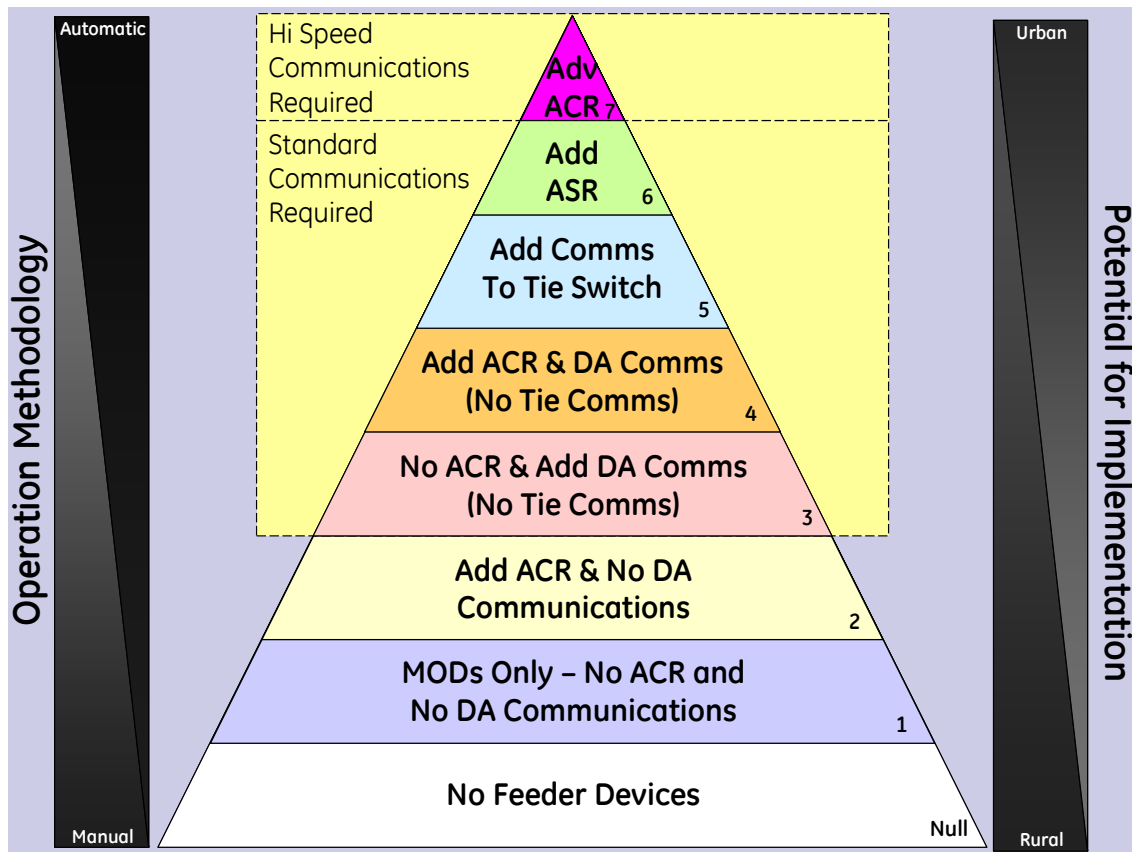 Automatic
Operation Methodology
Manual
Hi Speed
Communications
Required
Standard
Communications
Required
Adv
ACR 7
Add
ASR
6
Add Comms
To Tie Switch
5
Add ACR & DA Comms
(No Tie Comms)
4
No ACR & Add DA Comms
(No Tie Comms)
3
Add ACR & No DA
Communications
2
MODs Only – No ACR and
No DA Communications
1
No Feeder Devices
Null
Urban
Potential for Implementation
Rural